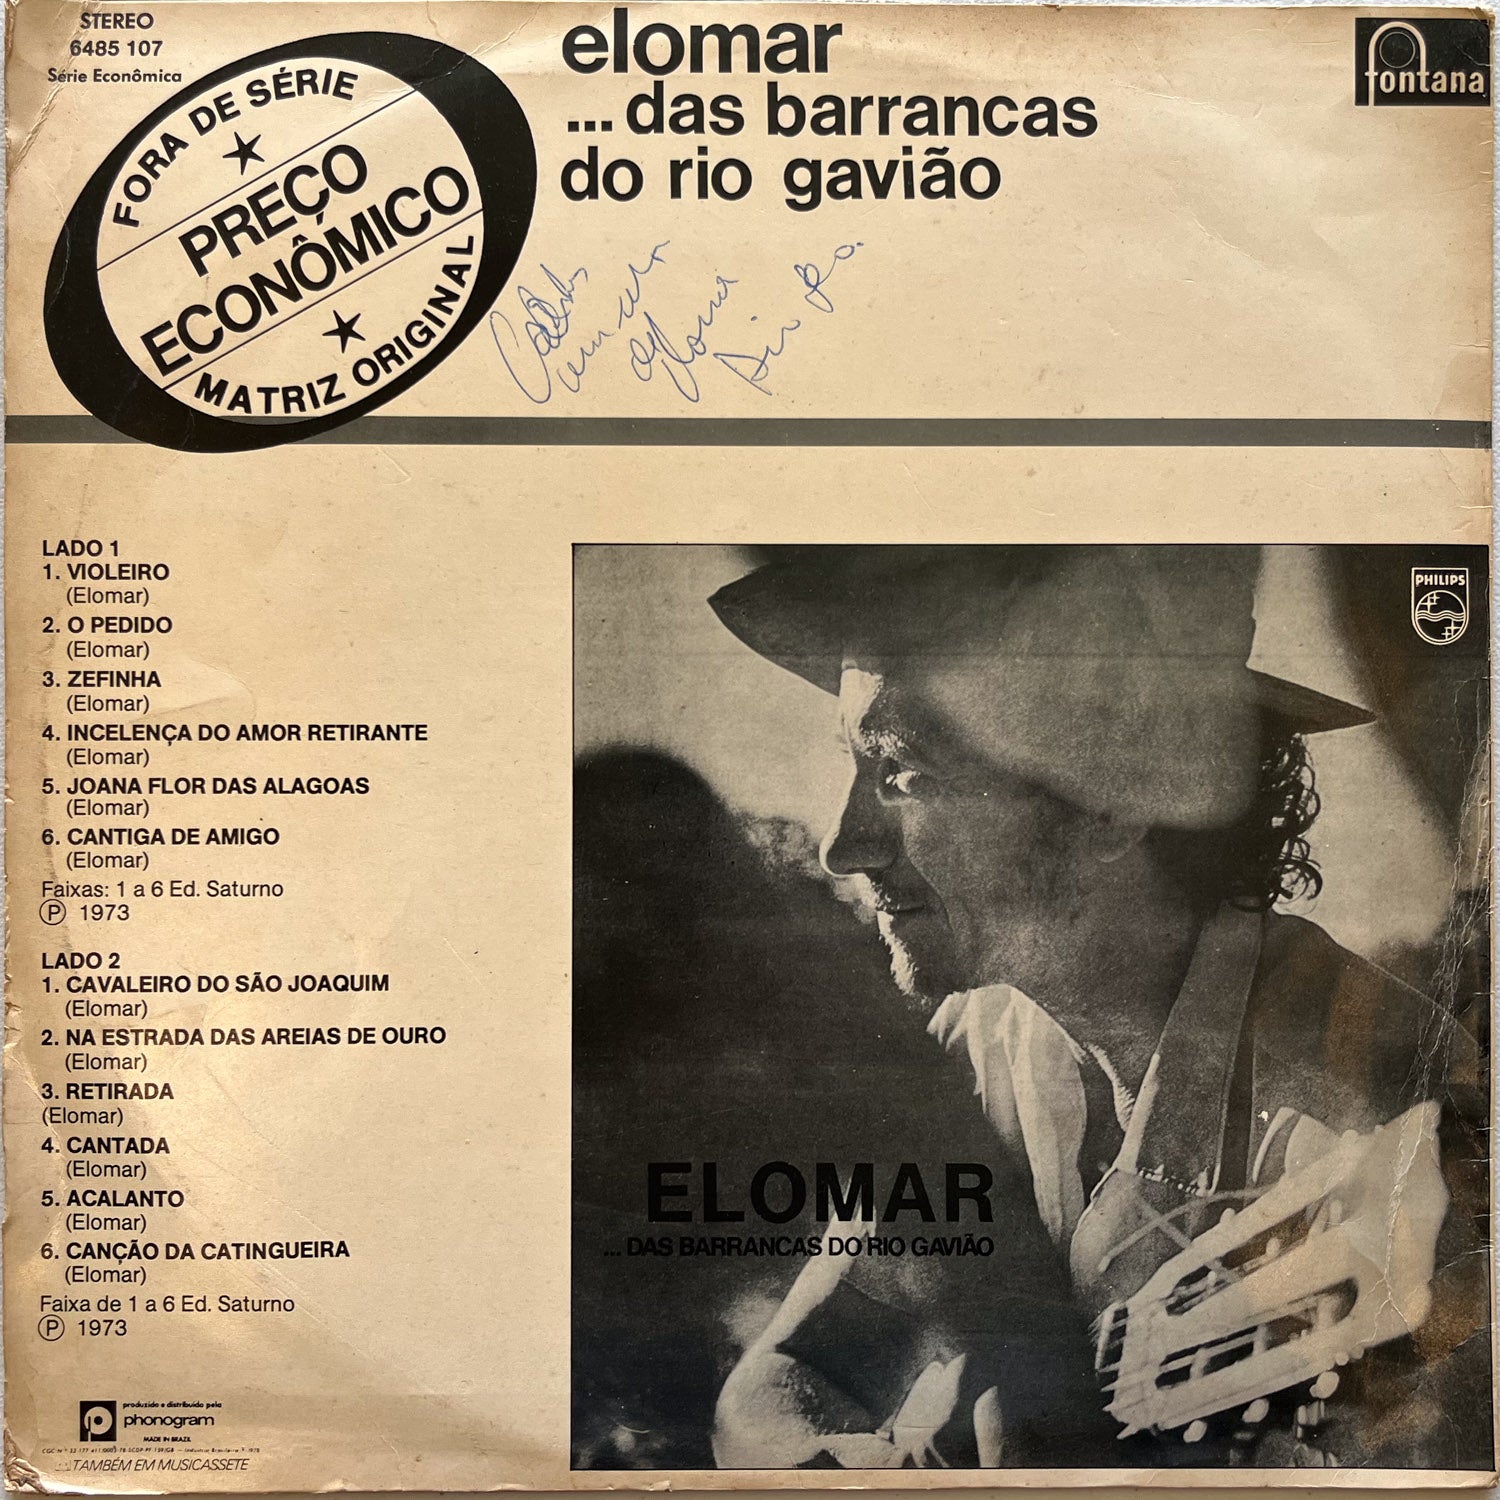 STEREO
6485 107
Série Econômica
FORA DE SÉRIE
PREÇO
ECONÔMICO
MATRIZ ORIGINAL
elomar
...das barrancas
do rio gavião
fontana
LADO 1
1. VIOLEIRO
(Elomar)
2. O PEDIDO
(Elomar)
3. ZEFINHA
(Elomar)
4. INCELENÇA DO AMOR RETIRANTE
(Elomar)
5. JOANA FLOR DAS ALAGOAS
(Elomar)
6. CANTIGA DE AMIGO
(Elomar)
Faixas: 1 a 6 Ed. Saturno
Ⓟ 1973
LADO 2
1. CAVALEIRO DO SÃO JOAQUIM
(Elomar)
2. NA ESTRADA DAS AREIAS DE OURO
(Elomar)
3. RETIRADA
(Elomar)
4. CANTADA
(Elomar)
5. ACALANTO
(Elomar)
6. CANÇÃO DA CATINGUEIRA
(Elomar)
Faixa de 1 a 6 Ed. Saturno
Ⓟ 1973
PHILIPS
ELOMAR
...DAS BARRANCAS DO RIO GAVIÃO
produzido e distribuído pela
phonogram
MADE IN BRAZIL
TAMBÉM EM MUSICASSETE